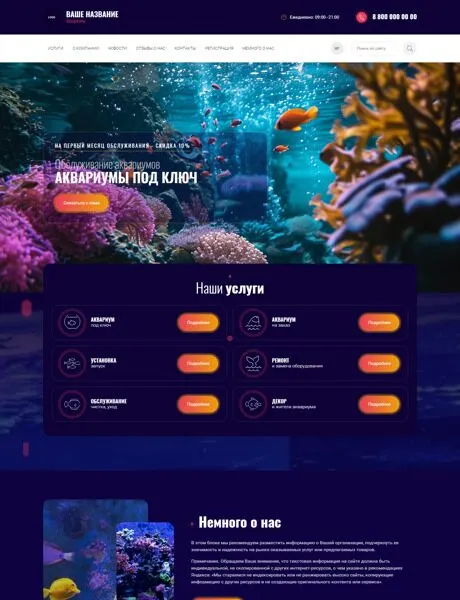 ВАШЕ НАЗВАНИЕ
Ежедневно: 09:00 - 21:00
8 800 000 00 00
УСЛУГИ
О КОМПАНИИ
НОВОСТИ
ОТЗЫВЫ О НАС
КОНТАКТЫ
РЕГИСТРАЦИЯ
НЕМНОГО О НАС
Поиск по сайту
НА ПЕРВЫЙ МЕСЯЦ ОБСЛУЖИВАНИЯ - СКИДКА 10%
Обслуживание аквариумов
АКВАРИУМЫ ПОД КЛЮЧ
Связаться с нами
Наши услуги
АКВАРИУМ
под ключ
Подробнее
АКВАРИУМ
на заказ
Подробнее
УСТАНОВКА
запуск
Подробнее
РЕМОНТ
и замена оборудования
Подробнее
ОБСЛУЖИВАНИЕ
чистка, уход
Подробнее
ДЕКОР
и жители аквариума
Подробнее
Немного о нас
В этом блоке мы рекомендуем разместить информацию о Вашей организации, подчеркнуть ее
значимость и надежность на рынке оказываемых услуг или предлагаемых товаров.
Примечание. Обращаем Ваше внимание, что текстовая информация на сайте должна быть
индивидуальной, не скопированной с других интернет-ресурсов, о чем указано в рекомендациях
Яндекса: «Мы стараемся не индексировать или не ранжировать высоко сайты, копирующие
информацию с других ресурсов и не создающие оригинального контента или сервиса».